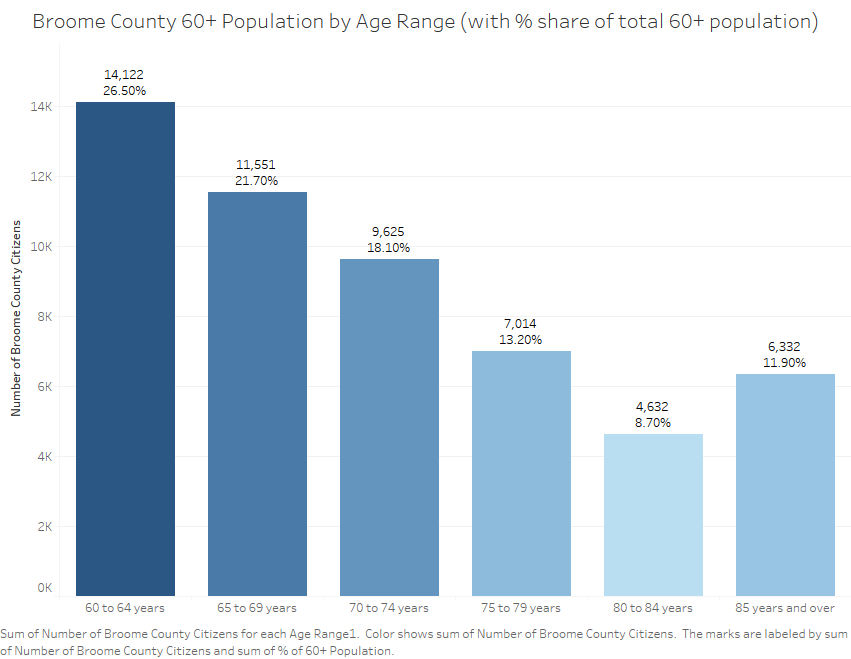 Broome County 60+ Population by Age Range (with % share of total 60+ population)
Number of Broome County Citizens
14K
12K
10K
8K
6K
4K
2K
0K
14,122
26.50%
11,551
21.70%
9,625
18.10%
7,014
13.20%
4,632
8.70%
6,332
11.90%
60 to 64 years
65 to 69 years
70 to 74 years
75 to 79 years
80 to 84 years
85 years and over
Sum of Number of Broome County Citizens for each Age Range1.  Color shows sum of Number of Broome County Citizens.  The marks are labeled by sum
of Number of Broome County Citizens and sum of % of 60+ Population.